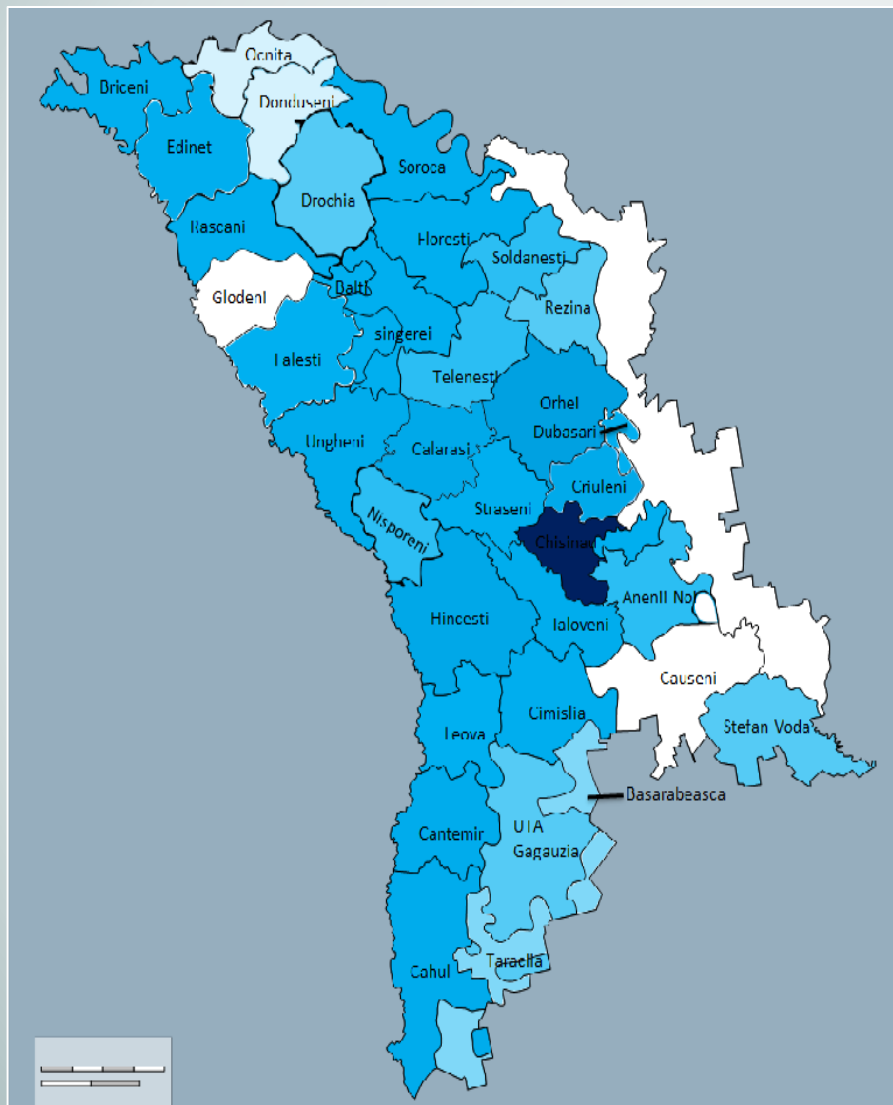 Ocnita
Briceni
Donduseni
Edinet
Soroca
Drochia
Rascani
Floresti
Soldanesti
Balti
Glodeni
Rezina
singerei
Falesti
Telenesti
Orhei
Dubasari
Ungheni
Calarasi
Criuleni
Straseni
Nisporeni
Chisinau
Anenii Noi
Hincesti
Ialoveni
Causeni
Cimislia
Stefan Voda
Leova
Basarabeasca
Cantemir
UTA
Gagauzia
Taraclia
Cahul